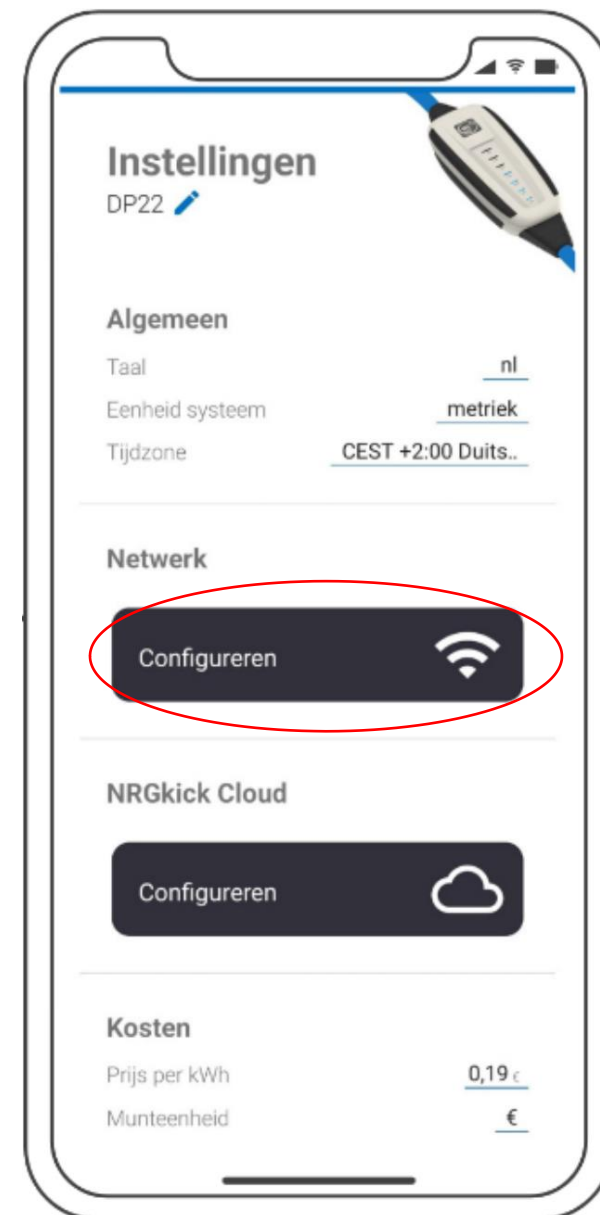 Instellingen
DP22
Algemeen
Taal nl
Eenheid systeem metriek
Tijdzone CEST +2:00 Duits..
Netwerk
Configureren
NRGkick Cloud
Configureren
Kosten
Prijs per kWh 0,19 €
Munteenheid €